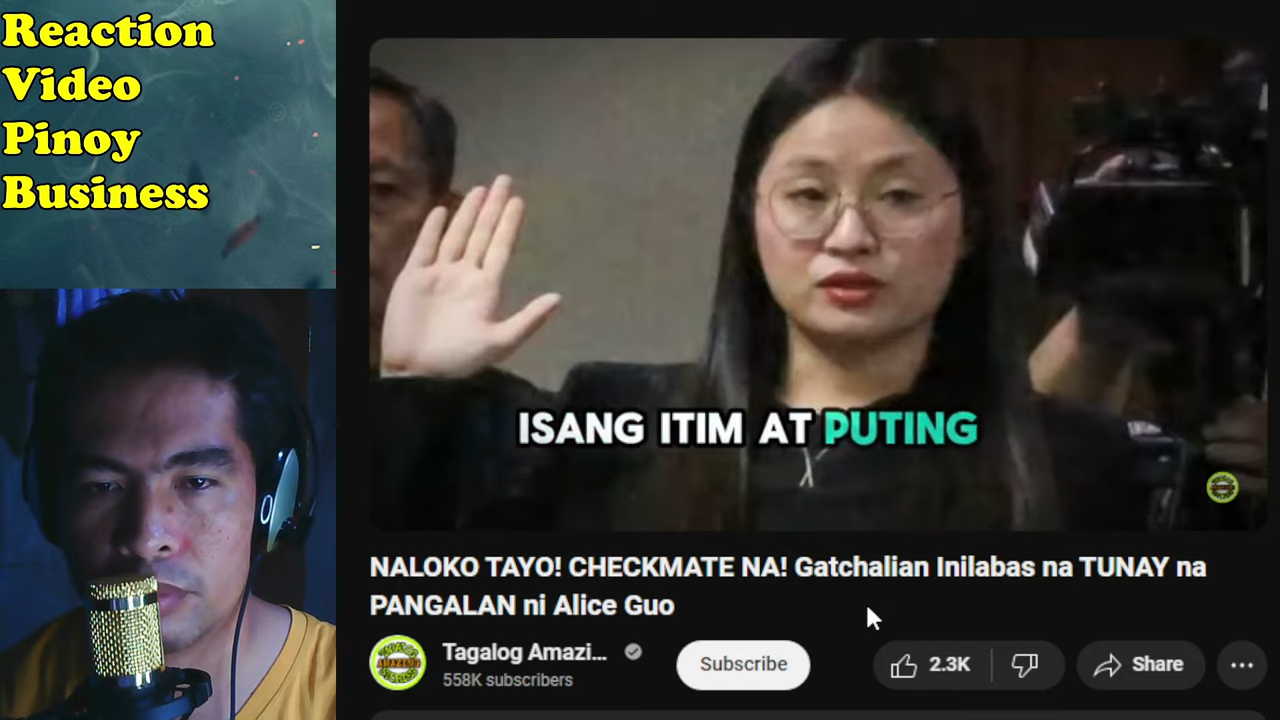 Reaction
Video
Pinoy
Business
ISANG ITIM AT PUTING
NALOKO TAYO! CHECKMATE NA! Gatchalian Inilabas na TUNAY na
PANGALAN ni Alice Guo
Tagalog Amazi...
558K subscribers
Subscribe
2.3K
Share